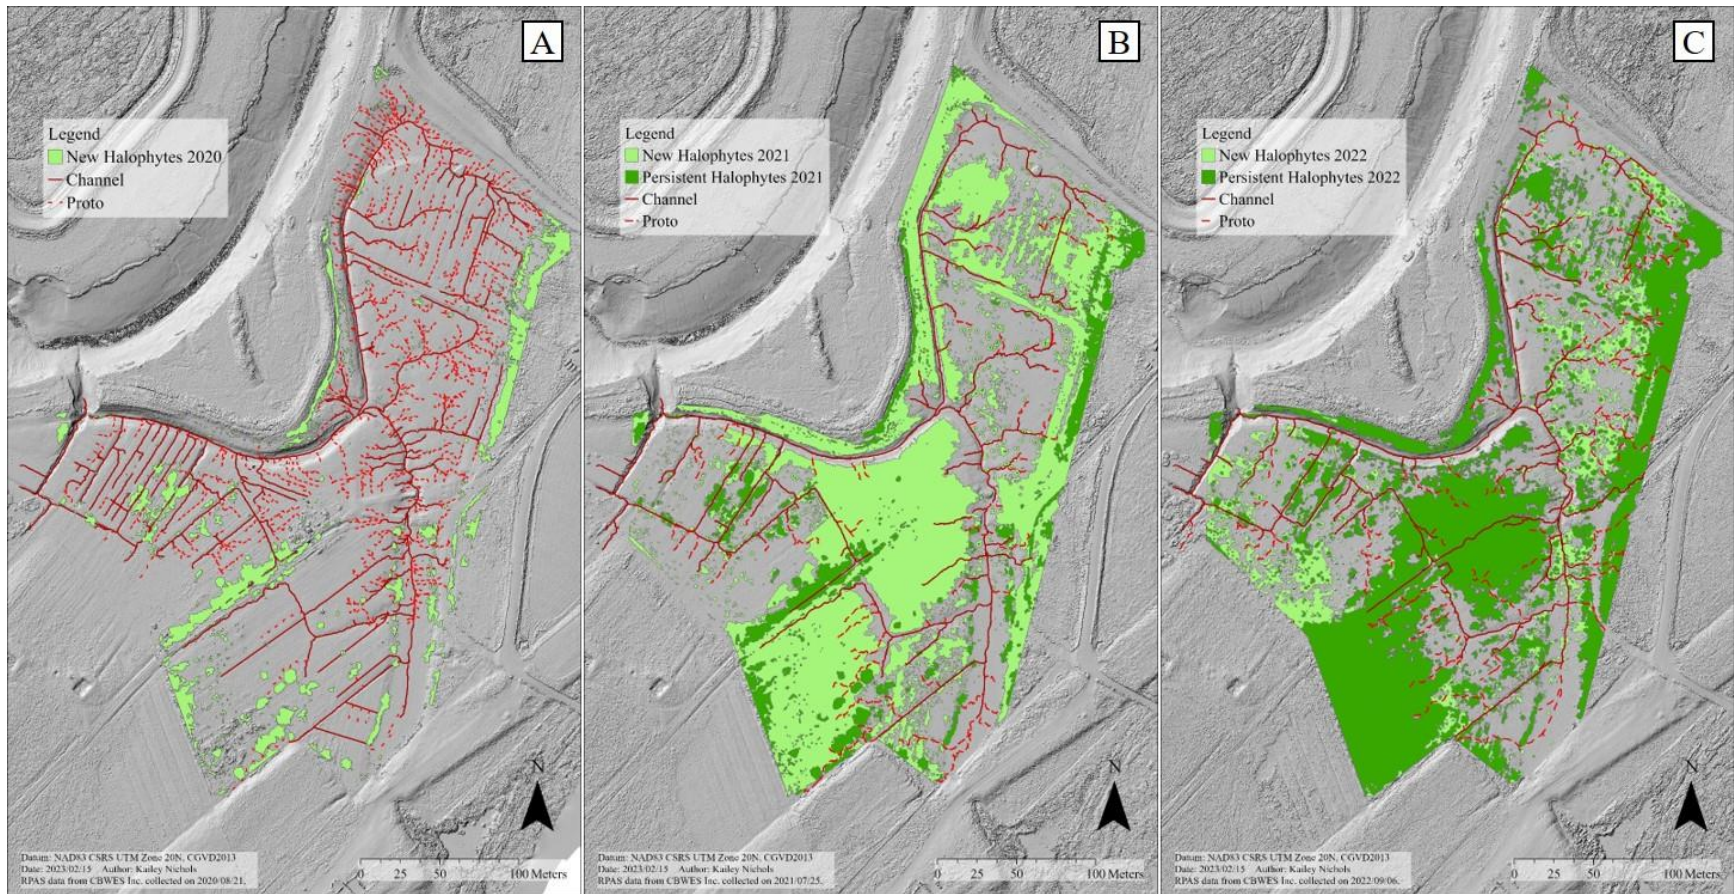 A
Legend
New Halophytes 2020
Channel
Proto
N
0 25 50 100 Meters
Datum: NAD83 CSRS UTM Zone 20N, CGVD2013
Date: 2023/02/15 Author: Kailey Nichols
RPAS data from CBWES Inc. collected on 2020/08/21.
B
Legend
New Halophytes 2021
Persistent Halophytes 2021
Channel
Proto
N
0 25 50 100 Meters
Datum: NAD83 CSRS UTM Zone 20N, CGVD2013
Date: 2023/02/15 Author: Kailey Nichols
RPAS data from CBWES Inc. collected on 2021/07/25.
C
Legend
New Halophytes 2022
Persistent Halophytes 2022
Channel
Proto
N
0 25 50 100 Meters
Datum: NAD83 CSRS UTM Zone 20N, CGVD2013
Date: 2023/02/15 Author: Kailey Nichols
RPAS data from CBWES Inc. collected on 2022/09/06.